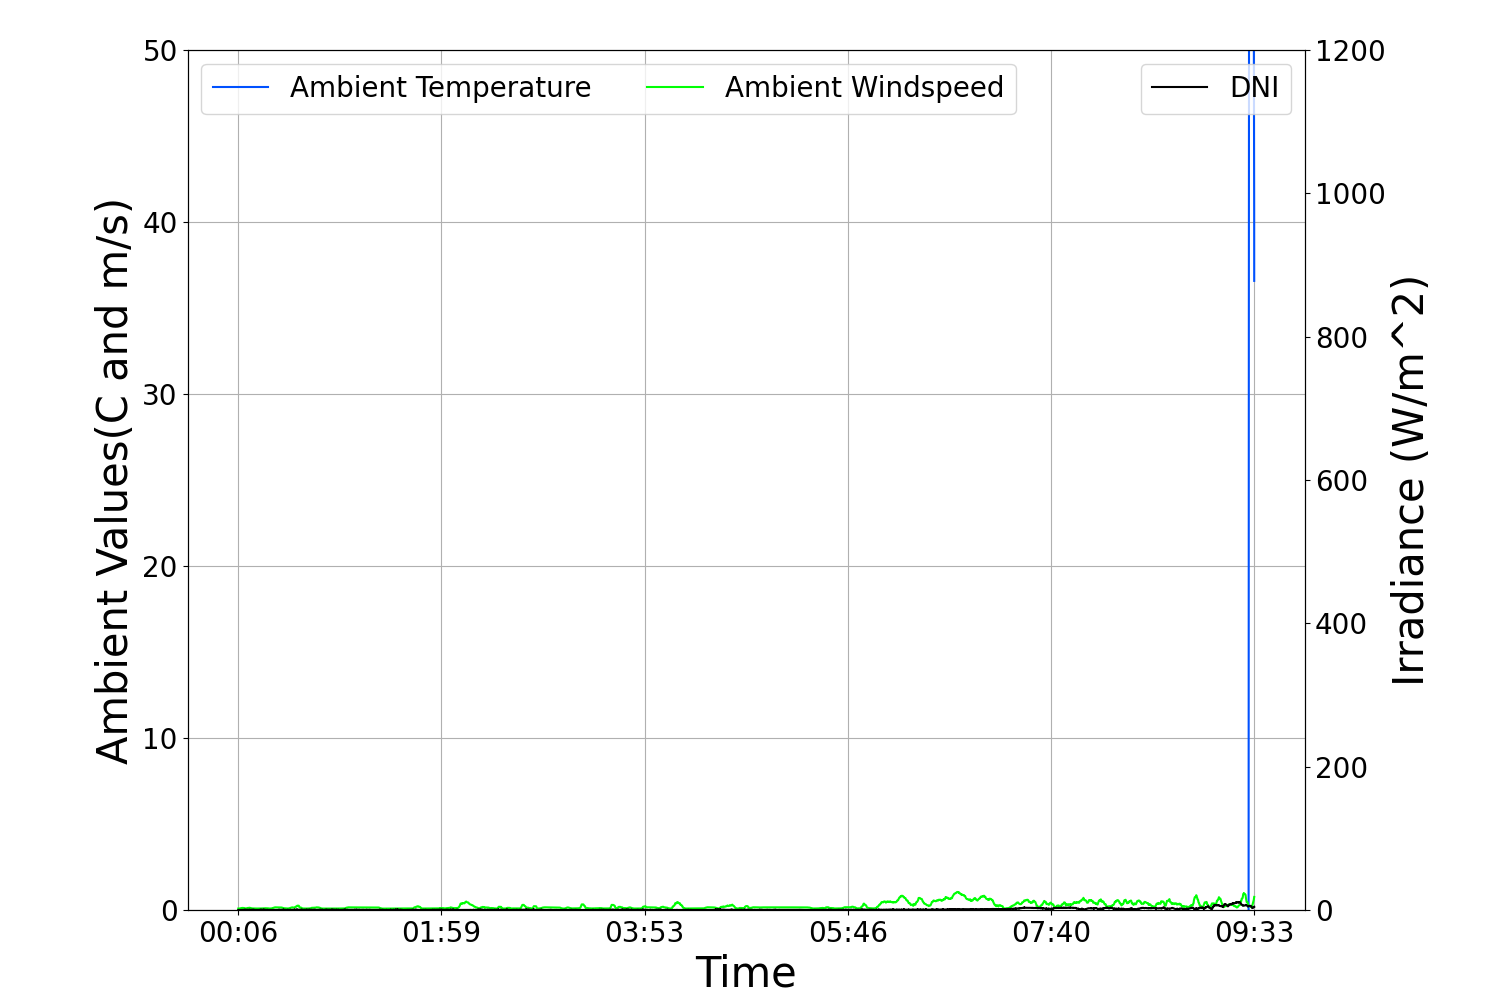 Ambient Temperature
Ambient Windspeed
DNI
Ambient Values(C and m/s)
50
40
30
20
10
0
1200
1000
800
600
400
200
0
Irradiance (W/m^2)
00:06 01:59 03:53 05:46 07:40 09:33
Time